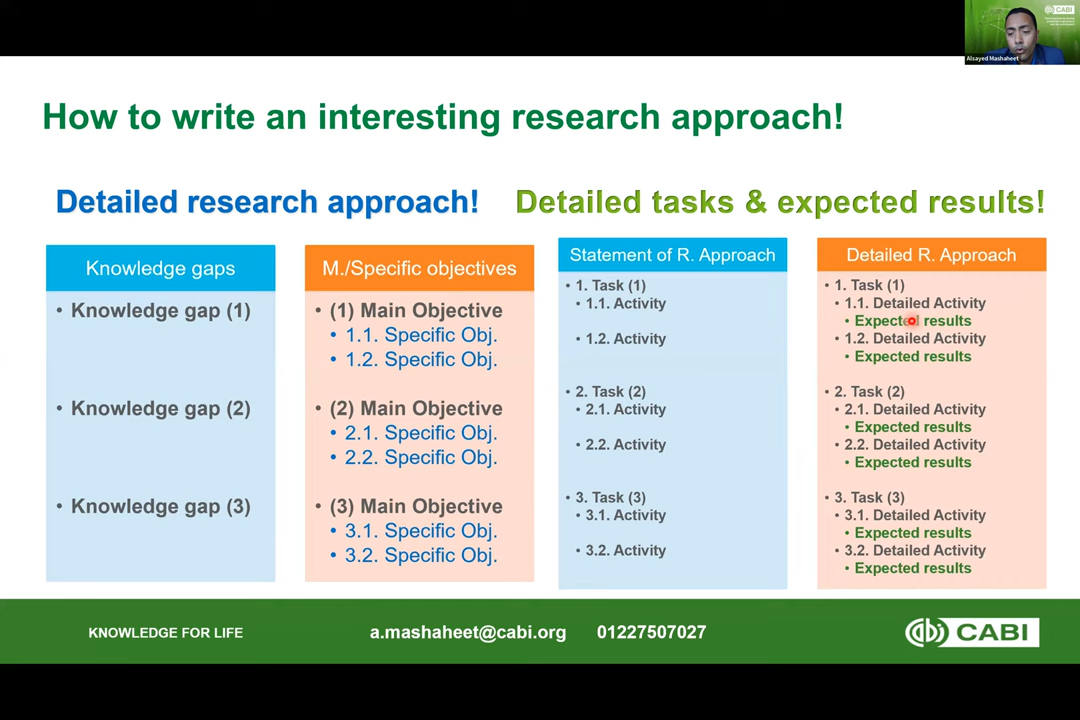 CABI
Alsayed Mashaheet
How to write an interesting research approach!
Detailed research approach!
Detailed tasks & expected results!
Knowledge gaps
• Knowledge gap (1)
• Knowledge gap (2)
• Knowledge gap (3)
M./Specific objectives
• (1) Main Objective
• 1.1. Specific Obj.
• 1.2. Specific Obj.
• (2) Main Objective
• 2.1. Specific Obj.
• 2.2. Specific Obj.
• (3) Main Objective
• 3.1. Specific Obj.
• 3.2. Specific Obj.
Statement of R. Approach
• 1. Task (1)
• 1.1. Activity
• 1.2. Activity
• 2. Task (2)
• 2.1. Activity
• 2.2. Activity
• 3. Task (3)
• 3.1. Activity
• 3.2. Activity
Detailed R. Approach
• 1. Task (1)
• 1.1. Detailed Activity
• Expected results
• 1.2. Detailed Activity
• Expected results
• 2. Task (2)
• 2.1. Detailed Activity
• Expected results
• 2.2. Detailed Activity
• Expected results
• 3. Task (3)
• 3.1. Detailed Activity
• Expected results
• 3.2. Detailed Activity
• Expected results
KNOWLEDGE FOR LIFE
a.mashaheet@cabi.org
01227507027
CABI